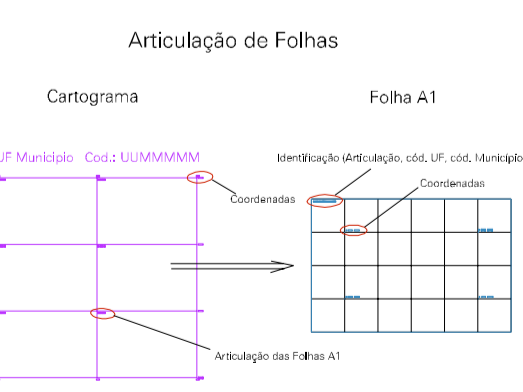 Articulação de Folhas
Cartograma
Folha A1
UF Municipio Cod.: UUMMMMM
Identificação (Articulação, cód. UF, cód. Município
Coordenadas
Coordenadas
Articulação das Folhas A1